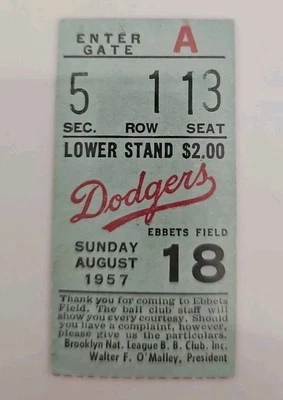 ENTER
GATE A
5 1 113
SEC. ROW SEAT
LOWER STAND $2.00
Dodgers
EBBETS FIELD
SUNDAY
AUGUST 18
1957
Thank you for coming to Ebbets
Field. The ball club staff will
show you every courtesy. Should
you have a complaint, however,
please give us the particulars.
Brooklyn Nat. League B. B. Club. Inc.
Walter F. O'Malley, President